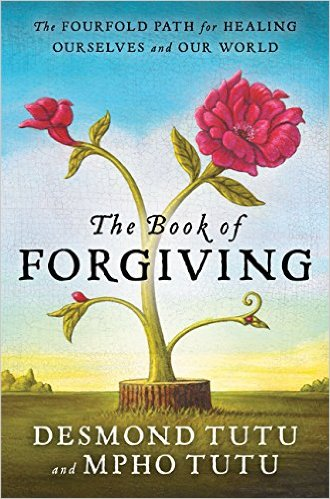 The FOURFOLD PATH for HEALING
OURSELVES and OUR WORLD
The Book of
FORGIVING
DESMOND TUTU
and MPHO TUTU